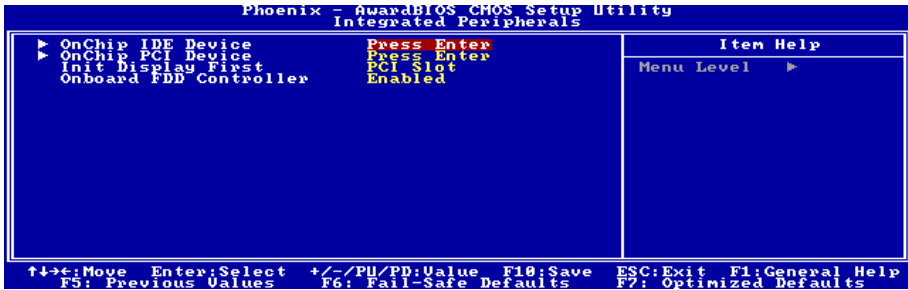 Phoenix - AwardBIOS CMOS Setup Utility
Integrated Peripherals
► OnChip IDE Device Press Enter Item Help
► OnChip PCI Device Press Enter
Init Display First PCI Slot Menu Level ►
Onboard FDD Controller Enabled
↑↓→←:Move Enter:Select +/-/PU/PD:Value F10:Save ESC:Exit F1:General Help
F5: Previous Values F6: Fail-Safe Defaults F7: Optimized Defaults